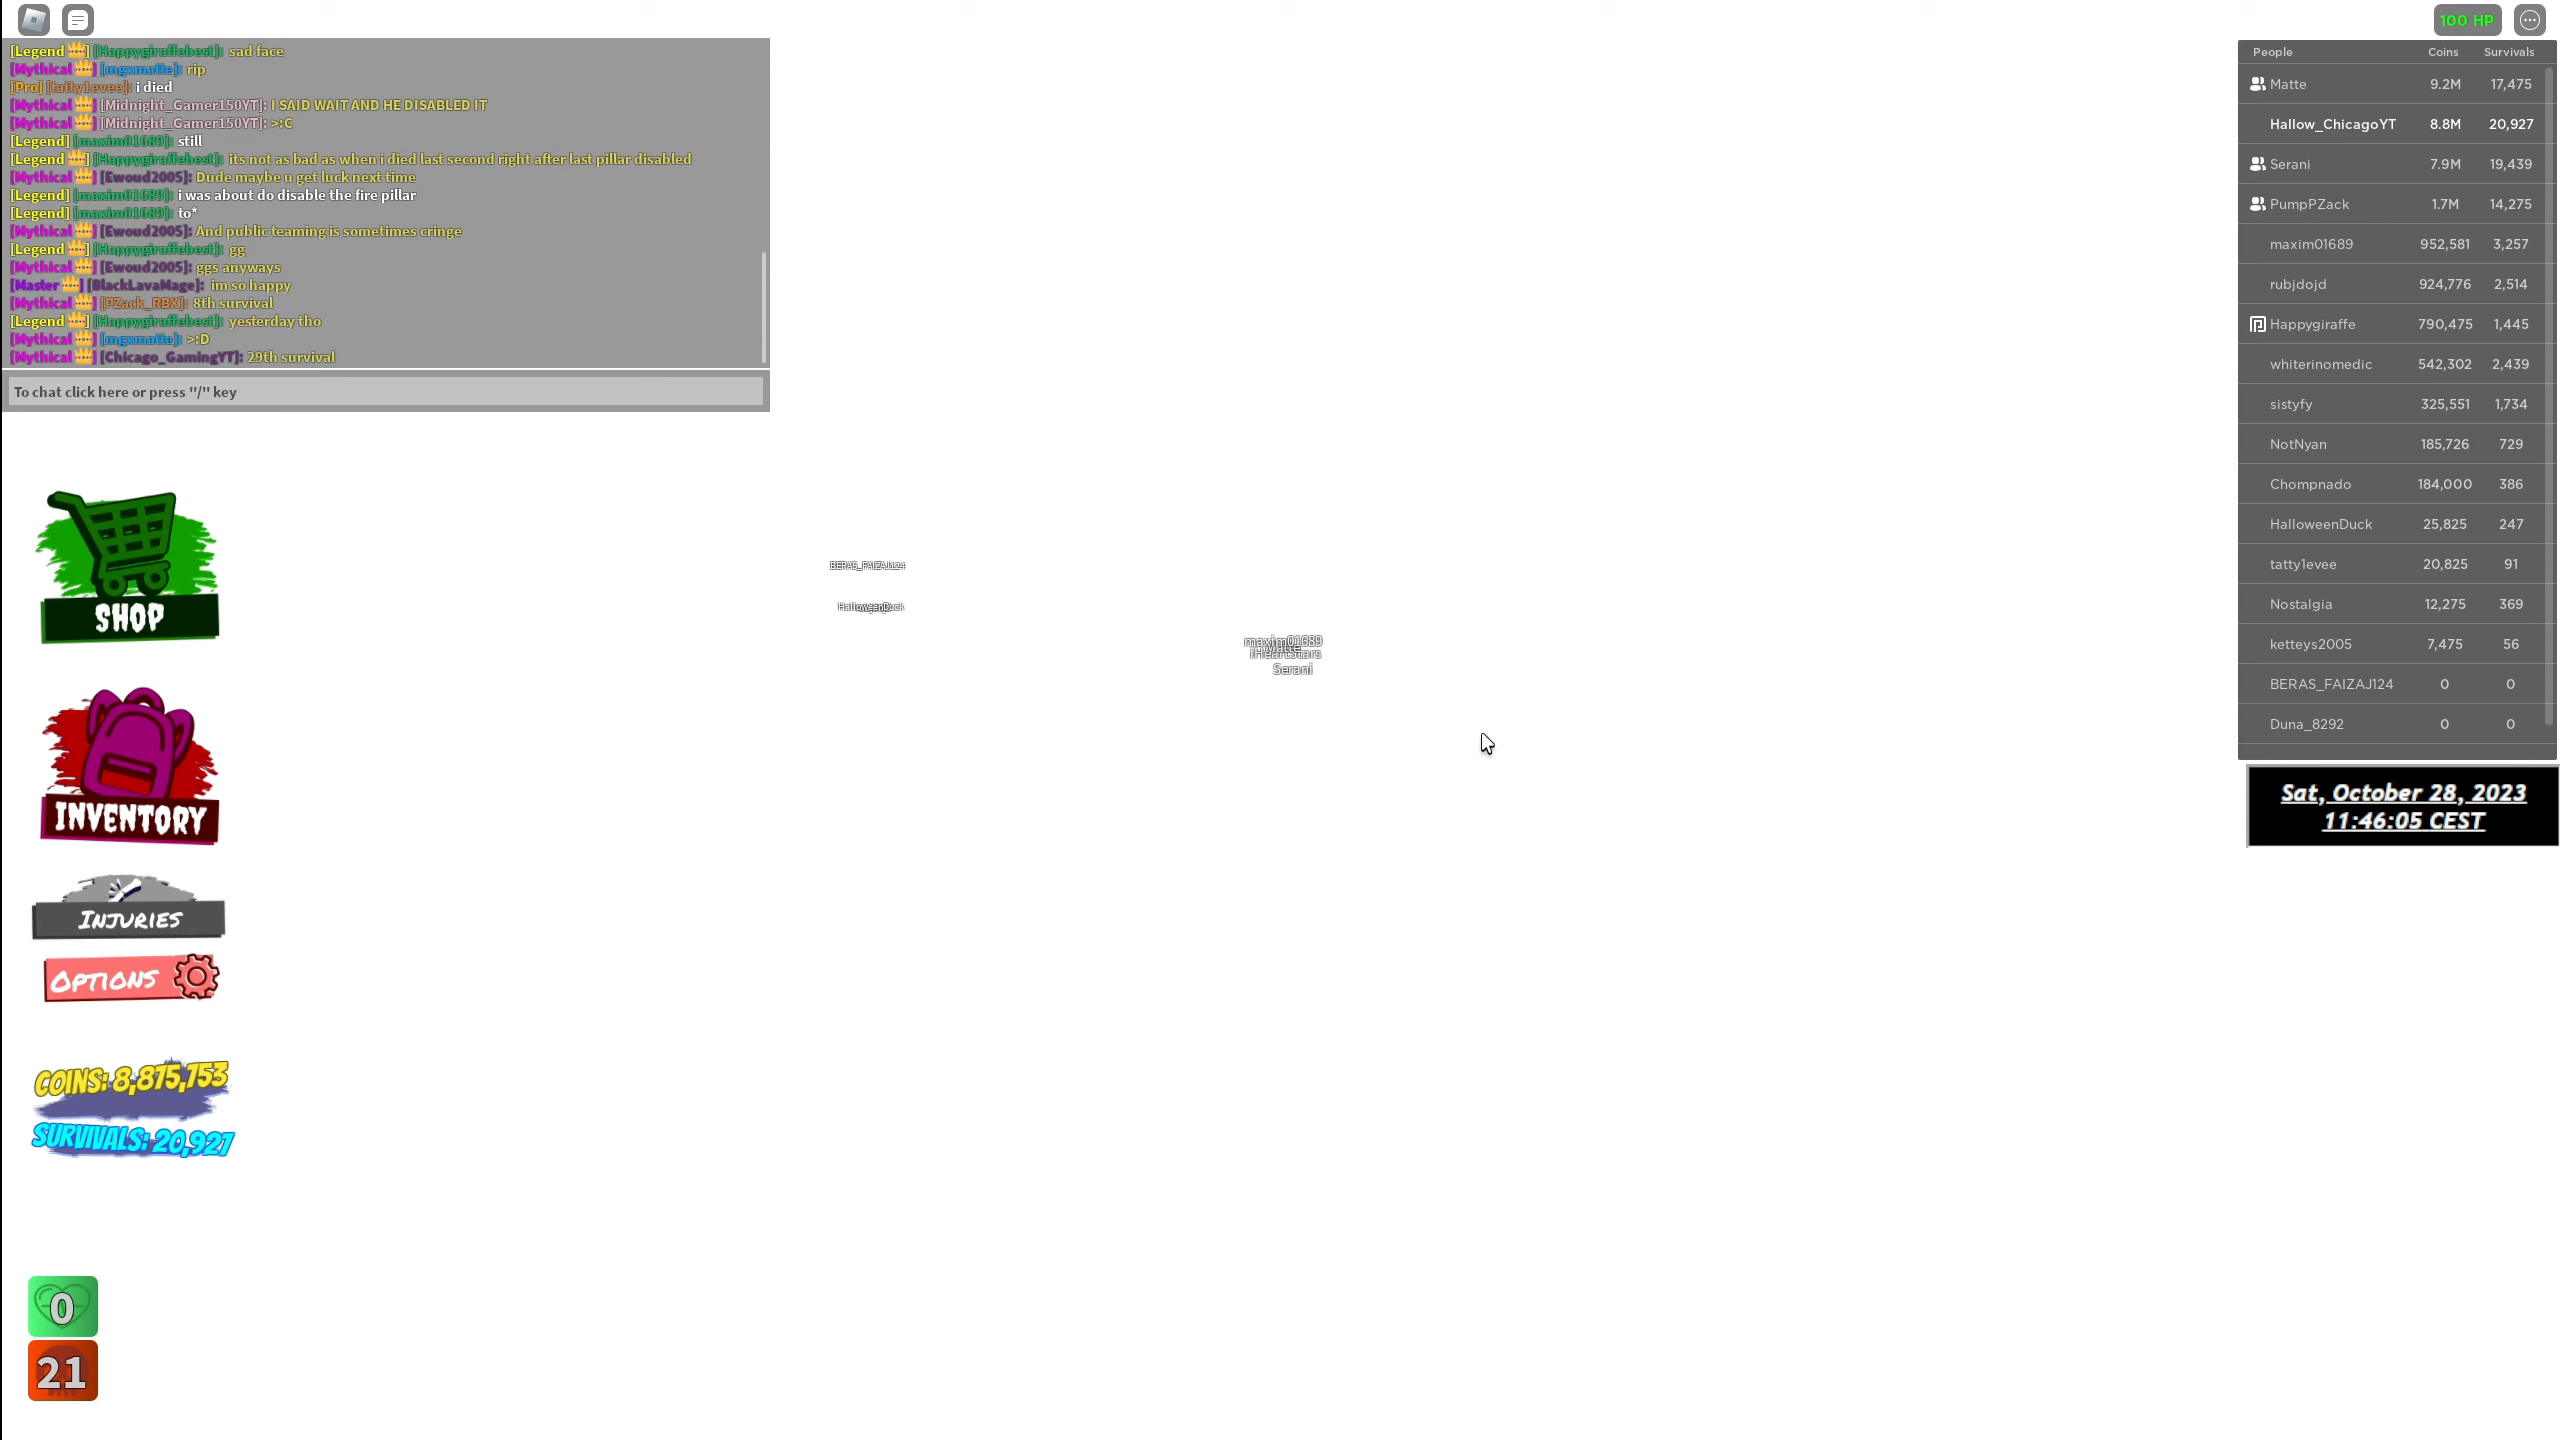 [Legend 👑] [Happygiraffebest]: sad face
[Mythical 👑] [mgxmatte]: rip
[Pro] [tatty1evee]: i died
[Mythical 👑] [Midnight_Gamer150YT]: I SAID WAIT AND HE DISABLED IT
[Mythical 👑] [Midnight_Gamer150YT]: >:C
[Legend] [maxim01689]: still
[Legend 👑] [Happygiraffebest]: its not as bad as when i died last second right after last pillar disabled
[Mythical 👑] [Ewoud2005]: Dude maybe u get luck next time
[Legend] [maxim01689]: i was about do disable the fire pillar
[Legend] [maxim01689]: to*
[Mythical 👑] [Ewoud2005]: And public teaming is sometimes cringe
[Legend 👑] [Happygiraffebest]: gg
[Mythical 👑] [Ewoud2005]: ggs anyways
[Master 👑] [BlackLavaMage]: im so happy
[Mythical 👑] [PZack_RBX]: 8th survival
[Legend 👑] [Happygiraffebest]: yesterday tho
[Mythical 👑] [mgxmatte]: >:D
[Mythical 👑] [Chicago_GamingYT]: 29th survival
To chat click here or press "/" key
SHOP
INVENTORY
INJURIES
OPTIONS
COINS: 8,875,753
SURVIVALS: 20,927
0
21
BERAS_FAIZAJ124
HalloweenDuck
maxim01689
Matte
iHeartStars
Serani
100 HP
People Coins Survivals
Matte 9.2M 17,475
Hallow_ChicagoYT 8.8M 20,927
Serani 7.9M 19,439
PumpPZack 1.7M 14,275
maxim01689 952,581 3,257
rubjdojd 924,776 2,514
Happygiraffe 790,475 1,445
whiterinomedic 542,302 2,439
sistyfy 325,551 1,734
NotNyan 185,726 729
Chompnado 184,000 386
HalloweenDuck 25,825 247
tatty1evee 20,825 91
Nostalgia 12,275 369
ketteys2005 7,475 56
BERAS_FAIZAJ124 0 0
Duna_8292 0 0
Sat, October 28, 2023
11:46:05 CEST